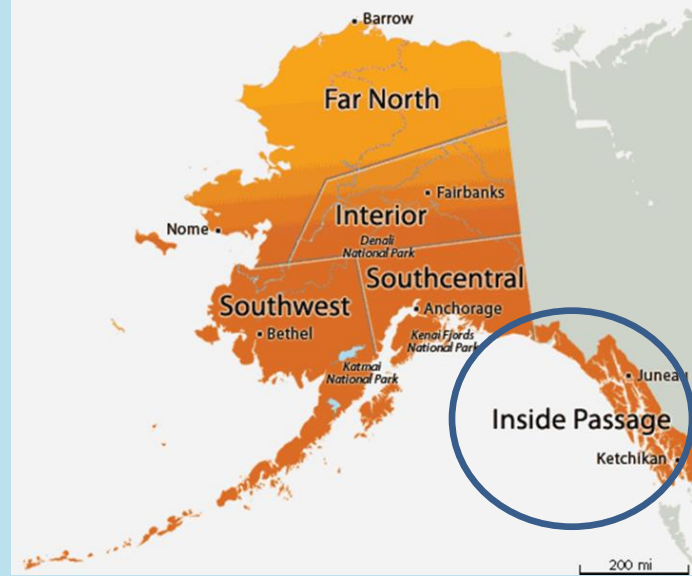 Barrow
Far North
Fairbanks
Interior
Nome
Denali
National Park
Southcentral
Southwest
Anchorage
Bethel
Kenai Fjords
National Park
Katmai
National Park
Juneau
Inside Passage
Ketchikan
200 mi